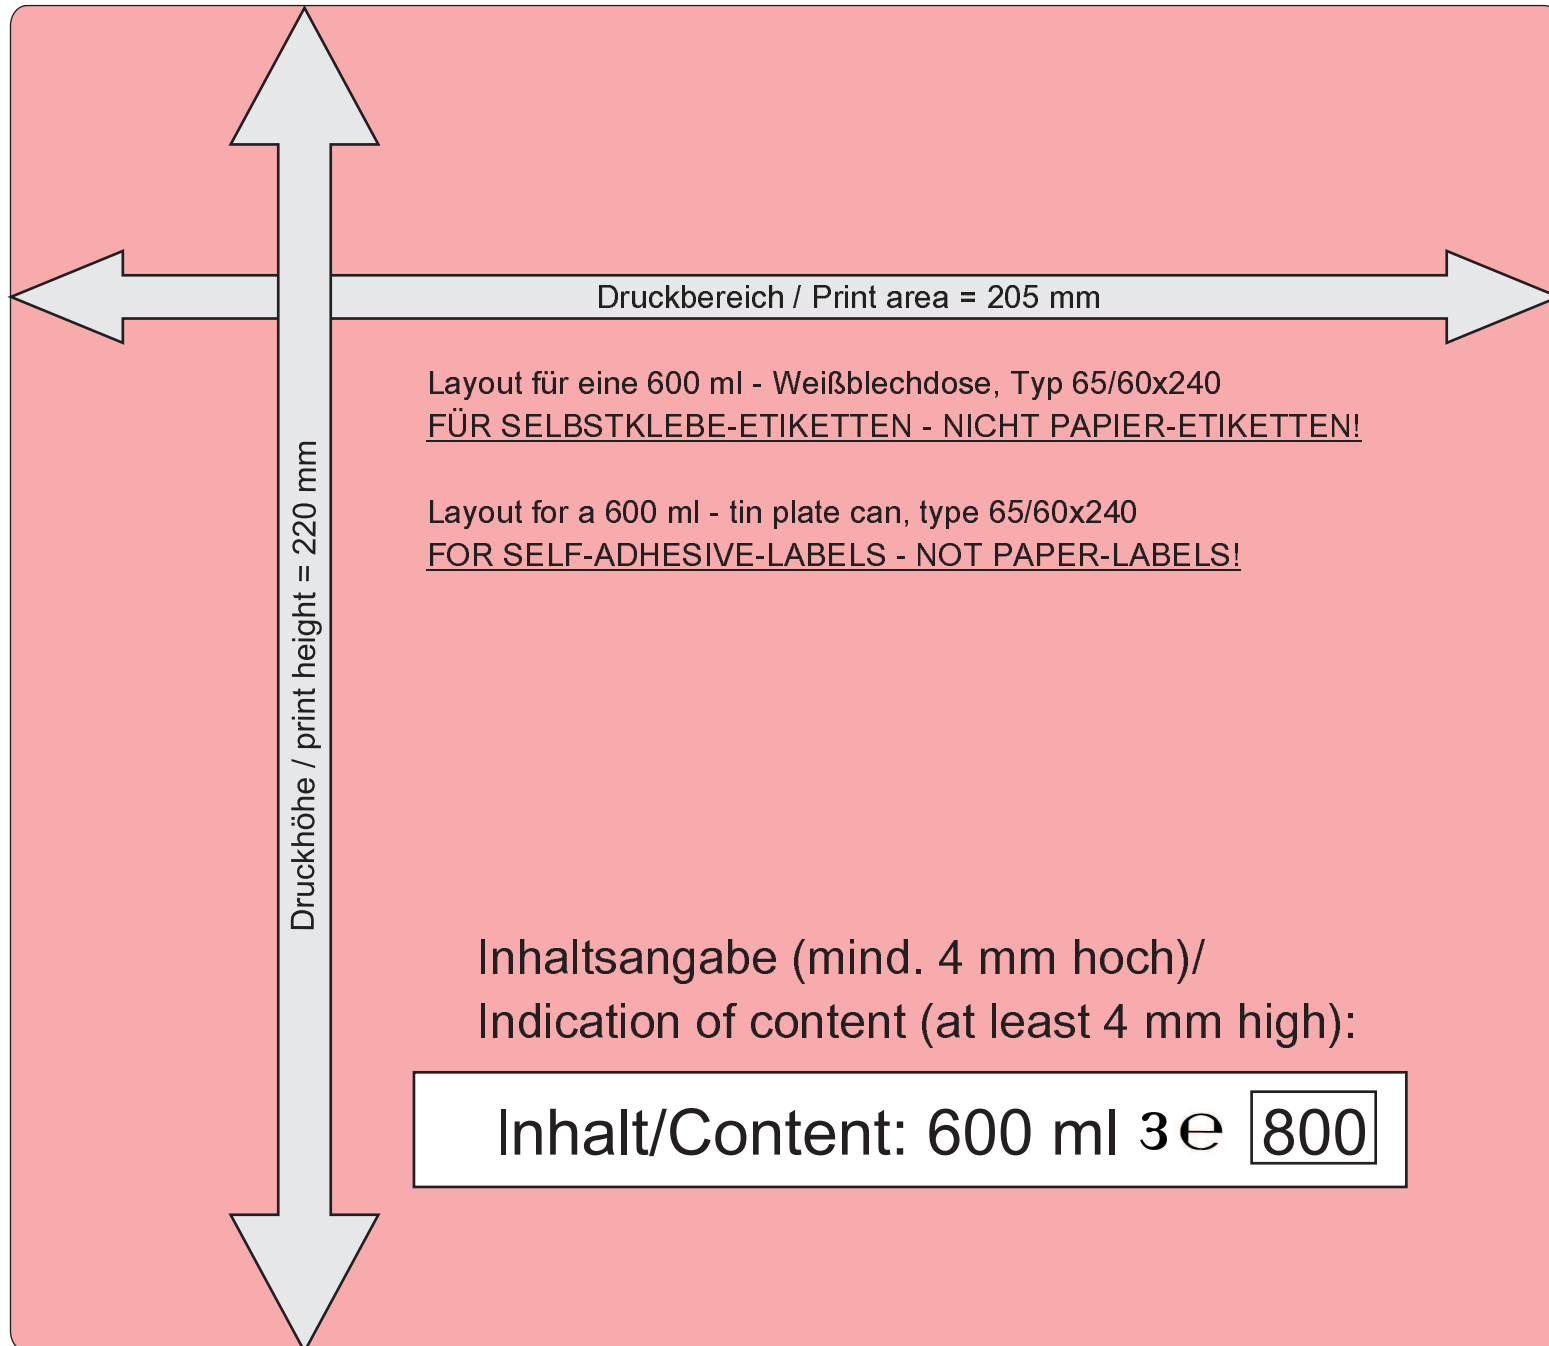 Druckbereich / Print area = 205 mm
Layout für eine 600 ml - Weißblechdose, Typ 65/60x240
FÜR SELBSTKLEBE-ETIKETTEN - NICHT PAPIER-ETIKETTEN!
Layout for a 600 ml - tin plate can, type 65/60x240
FOR SELF-ADHESIVE-LABELS - NOT PAPER-LABELS!
Druckhöhe / print height = 220 mm
Inhaltsangabe (mind. 4 mm hoch)/
Indication of content (at least 4 mm high):
Inhalt/Content: 600 ml 3 ℮ 800